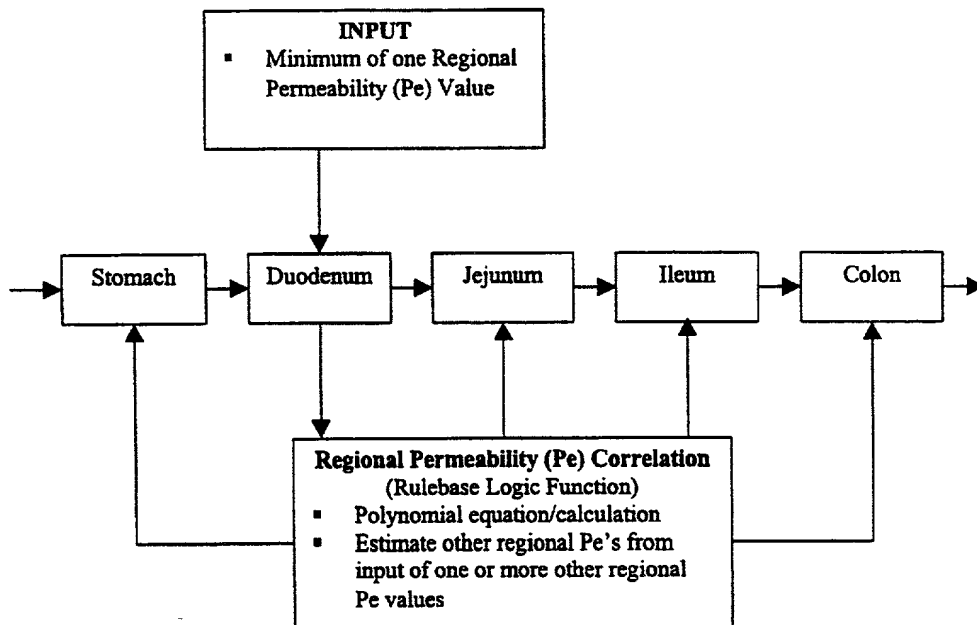 INPUT
▪ Minimum of one Regional
Permeability (Pe) Value
Stomach
Duodenum
Jejunum
Ileum
Colon
Regional Permeability (Pe) Correlation
(Rulebase Logic Function)
▪ Polynomial equation/calculation
▪ Estimate other regional Pe's from
input of one or more other regional
Pe values